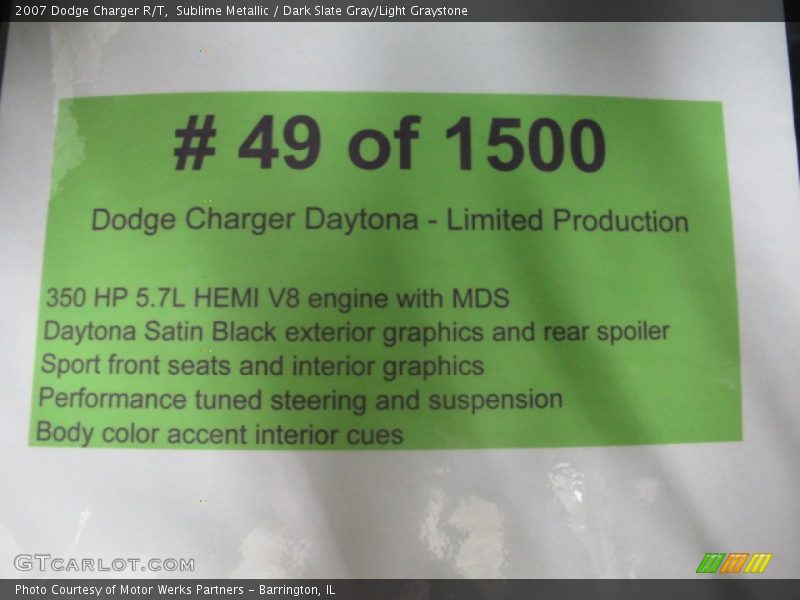 2007 Dodge Charger R/T, Sublime Metallic / Dark Slate Gray/Light Graystone
# 49 of 1500
Dodge Charger Daytona - Limited Production
350 HP 5.7L HEMI V8 engine with MDS
Daytona Satin Black exterior graphics and rear spoiler
Sport front seats and interior graphics
Performance tuned steering and suspension
Body color accent interior cues
GTCARLOT.COM
Photo Courtesy of Motor Werks Partners - Barrington, IL